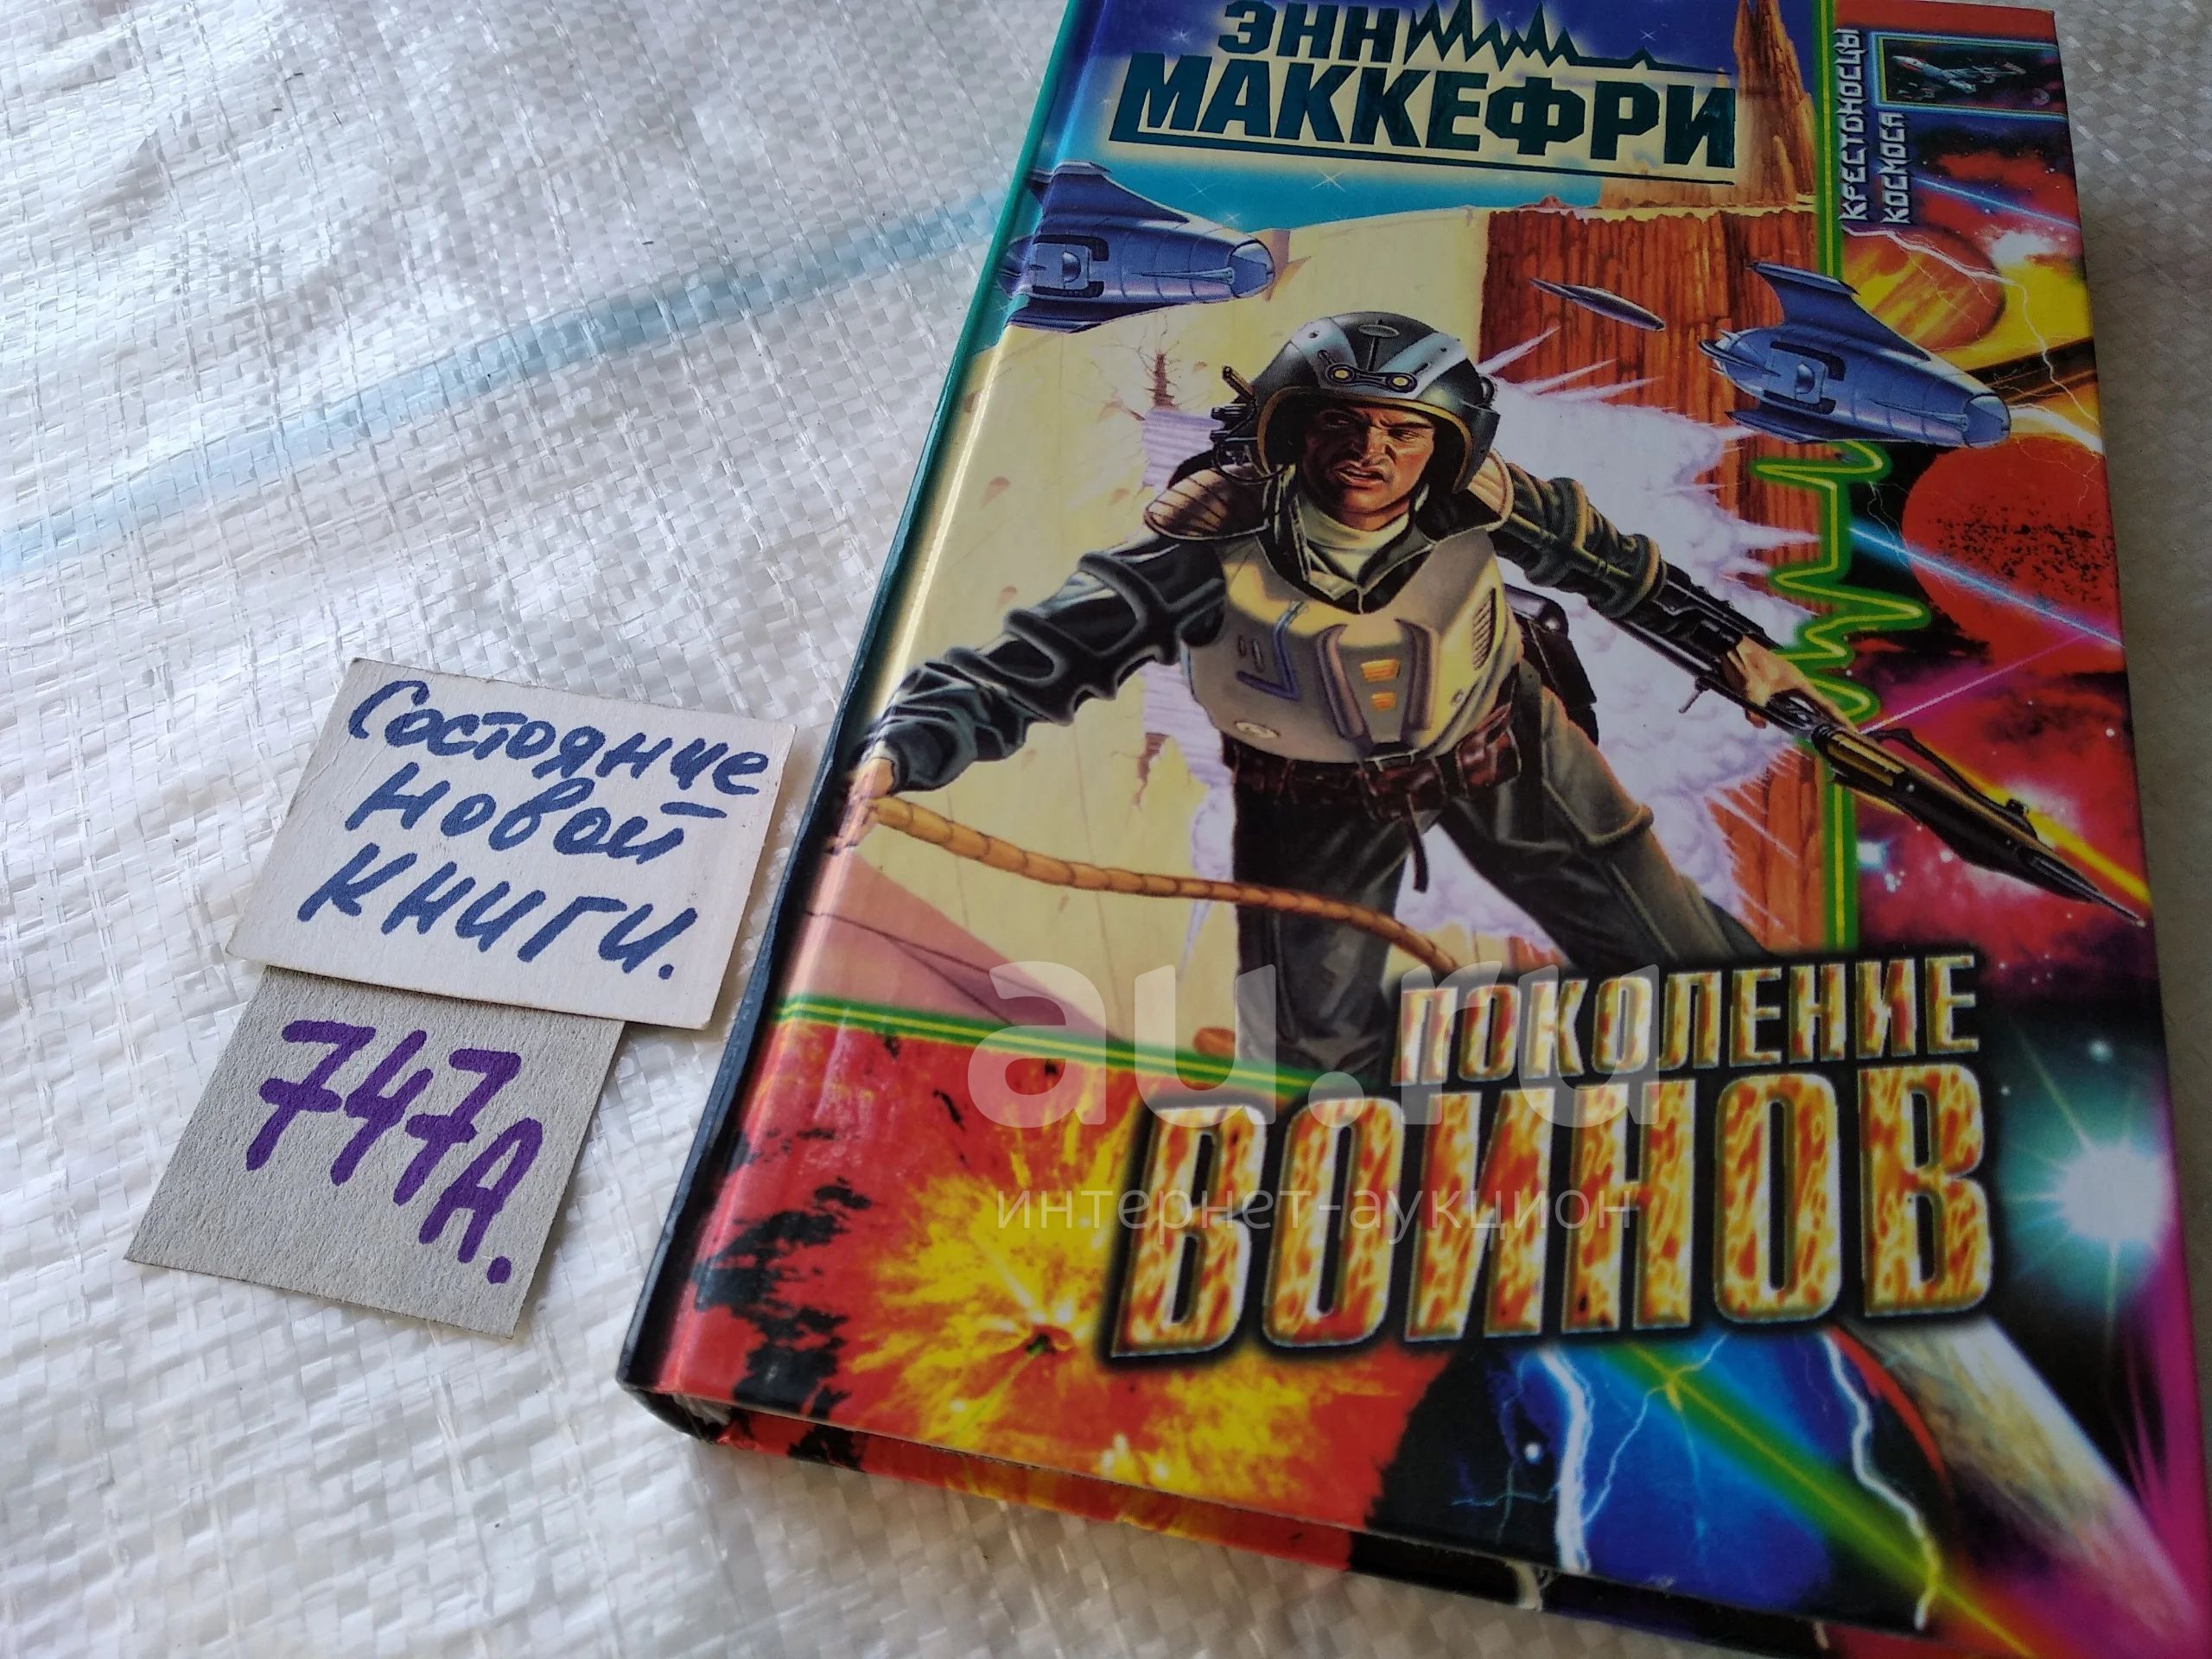 ЭНН
МАККЕФРИ
КРЕСТОНОСЦЫ
КОСМОСА
Состояние
новой
книги.
747А.
ПОКОЛЕНИЕ
ВОИНОВ
au.ru
интернет-аукцион